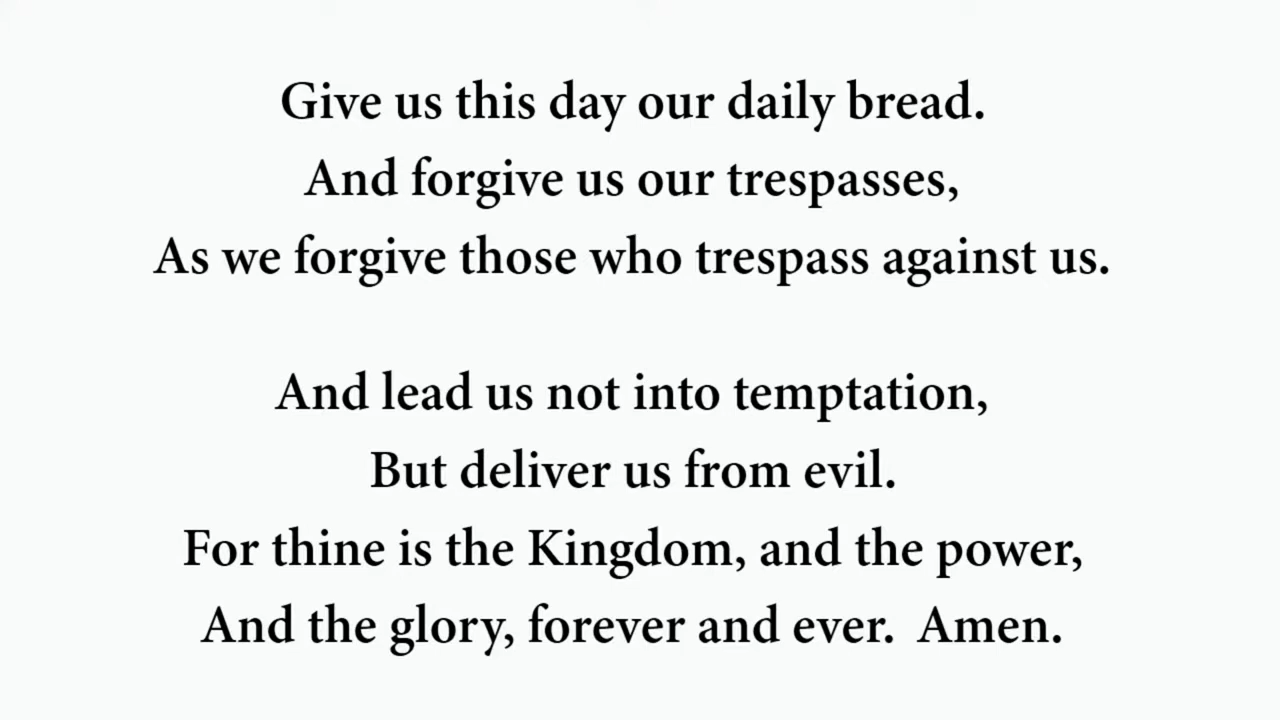 Give us this day our daily bread.
And forgive us our trespasses,
As we forgive those who trespass against us.
And lead us not into temptation,
But deliver us from evil.
For thine is the Kingdom, and the power,
And the glory, forever and ever.  Amen.